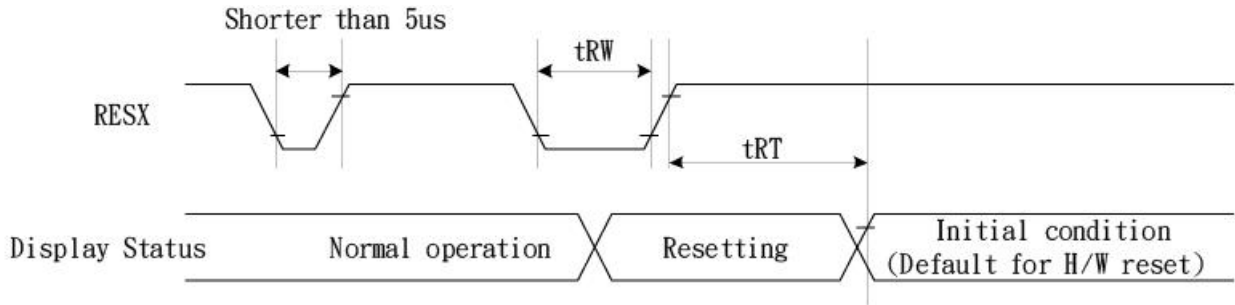 Shorter than 5us
tRW
RESX
tRT
Display Status
Normal operation
Resetting
Initial condition
(Default for H/W reset)